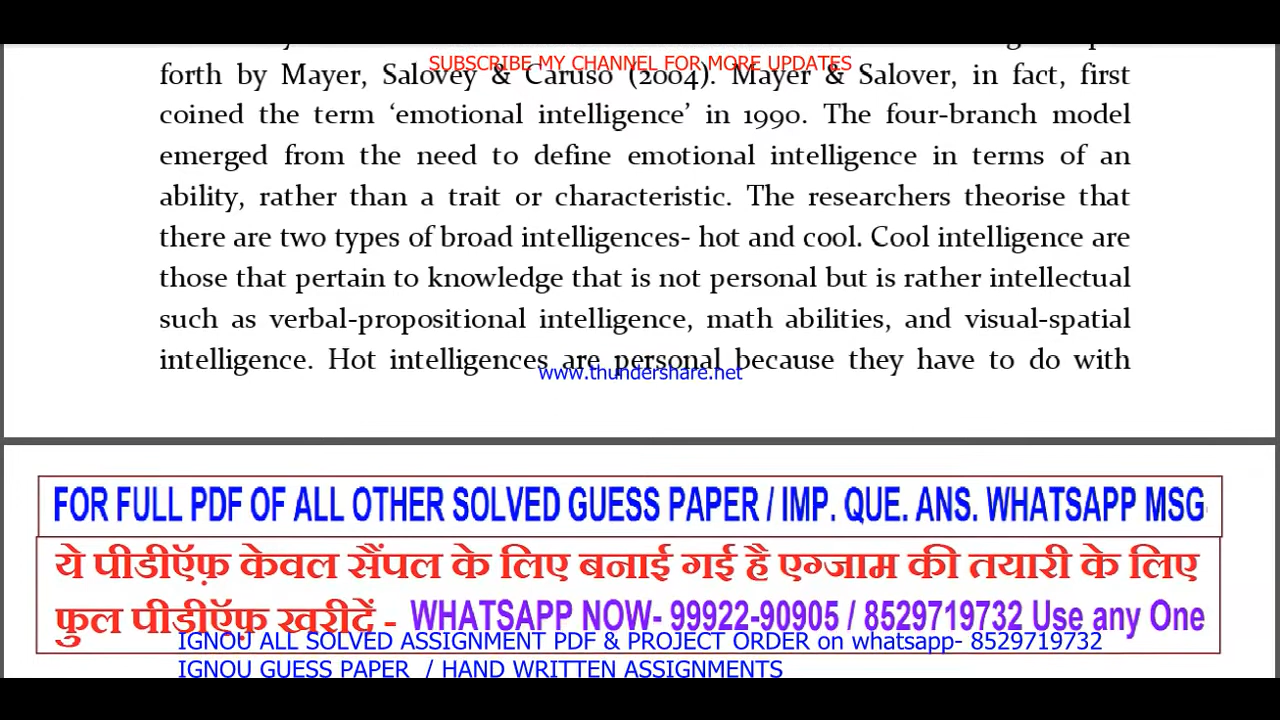 SUBSCRIBE MY CHANNEL FOR MORE UPDATES
forth by Mayer, Salovey & Caruso (2004). Mayer & Salover, in fact, first
coined the term ‘emotional intelligence’ in 1990. The four-branch model
emerged from the need to define emotional intelligence in terms of an
ability, rather than a trait or characteristic. The researchers theorise that
there are two types of broad intelligences- hot and cool. Cool intelligence are
those that pertain to knowledge that is not personal but is rather intellectual
such as verbal-propositional intelligence, math abilities, and visual-spatial
intelligence. Hot intelligences are personal because they have to do with
www.thundershare.net
FOR FULL PDF OF ALL OTHER SOLVED GUESS PAPER / IMP. QUE. ANS. WHATSAPP MSG
ये पीडीऍफ़ केवल सैंपल के लिए बनाई गई है एग्जाम की तयारी के लिए
फुल पीडीऍफ़ खरीदें - WHATSAPP NOW- 99922-90905 / 8529719732 Use any One
IGNOU ALL SOLVED ASSIGNMENT PDF & PROJECT ORDER on whatsapp- 8529719732
IGNOU GUESS PAPER / HAND WRITTEN ASSIGNMENTS